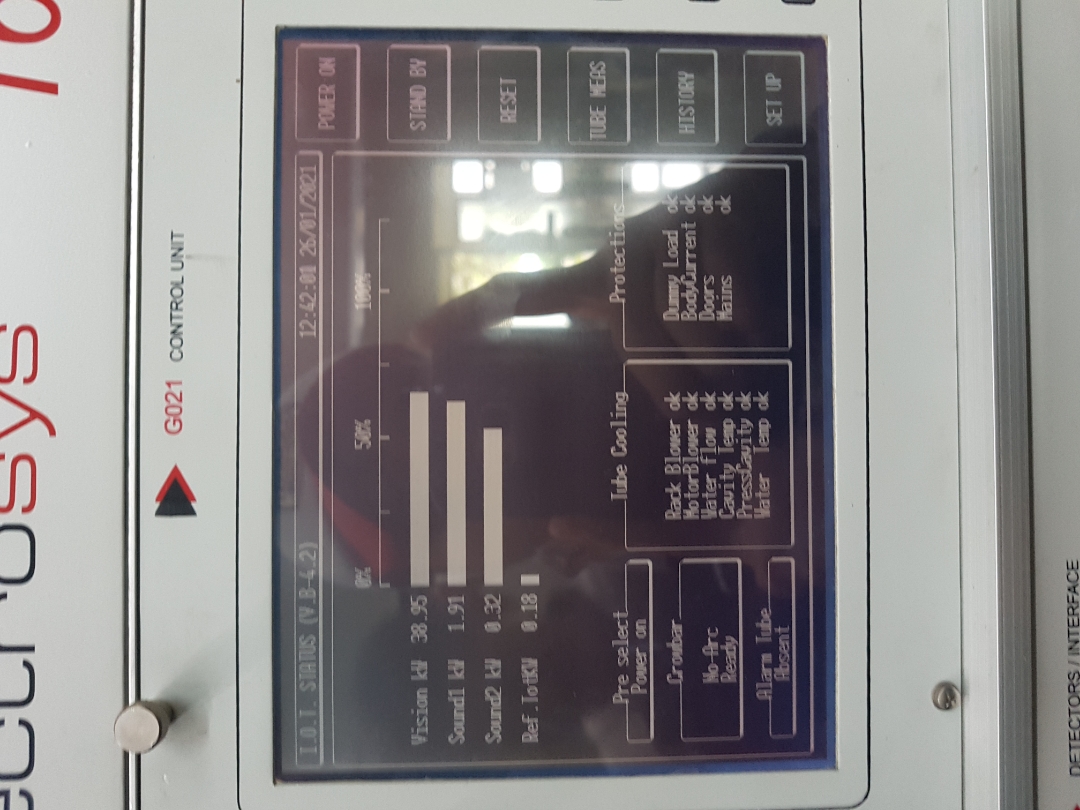 ectrosys
G021 CONTROL UNIT
I.O.T. STATUS (V.B-4.2) 12:42:01 26/01/2021
POWER ON
0% 50% 100%
Vision kW 38.95
STAND BY
Sound1 kW 1.91
Sound2 kW 0.32
RESET
Ref.TotKW 0.18
TUBE MEAS
Pre select
Power on
Crowbar
No-Arc
Ready
Alarm Tube
Absent
Tube Cooling
Rack Blower ok
MotorBlower ok
Water flow ok
Cavity Temp ok
PressCavity ok
Water Temp ok
Protections
Dummy Load ok
BodyCurrent ok
Doors ok
Mains ok
HISTORY
SET UP
DETECTORS / INTERFACE